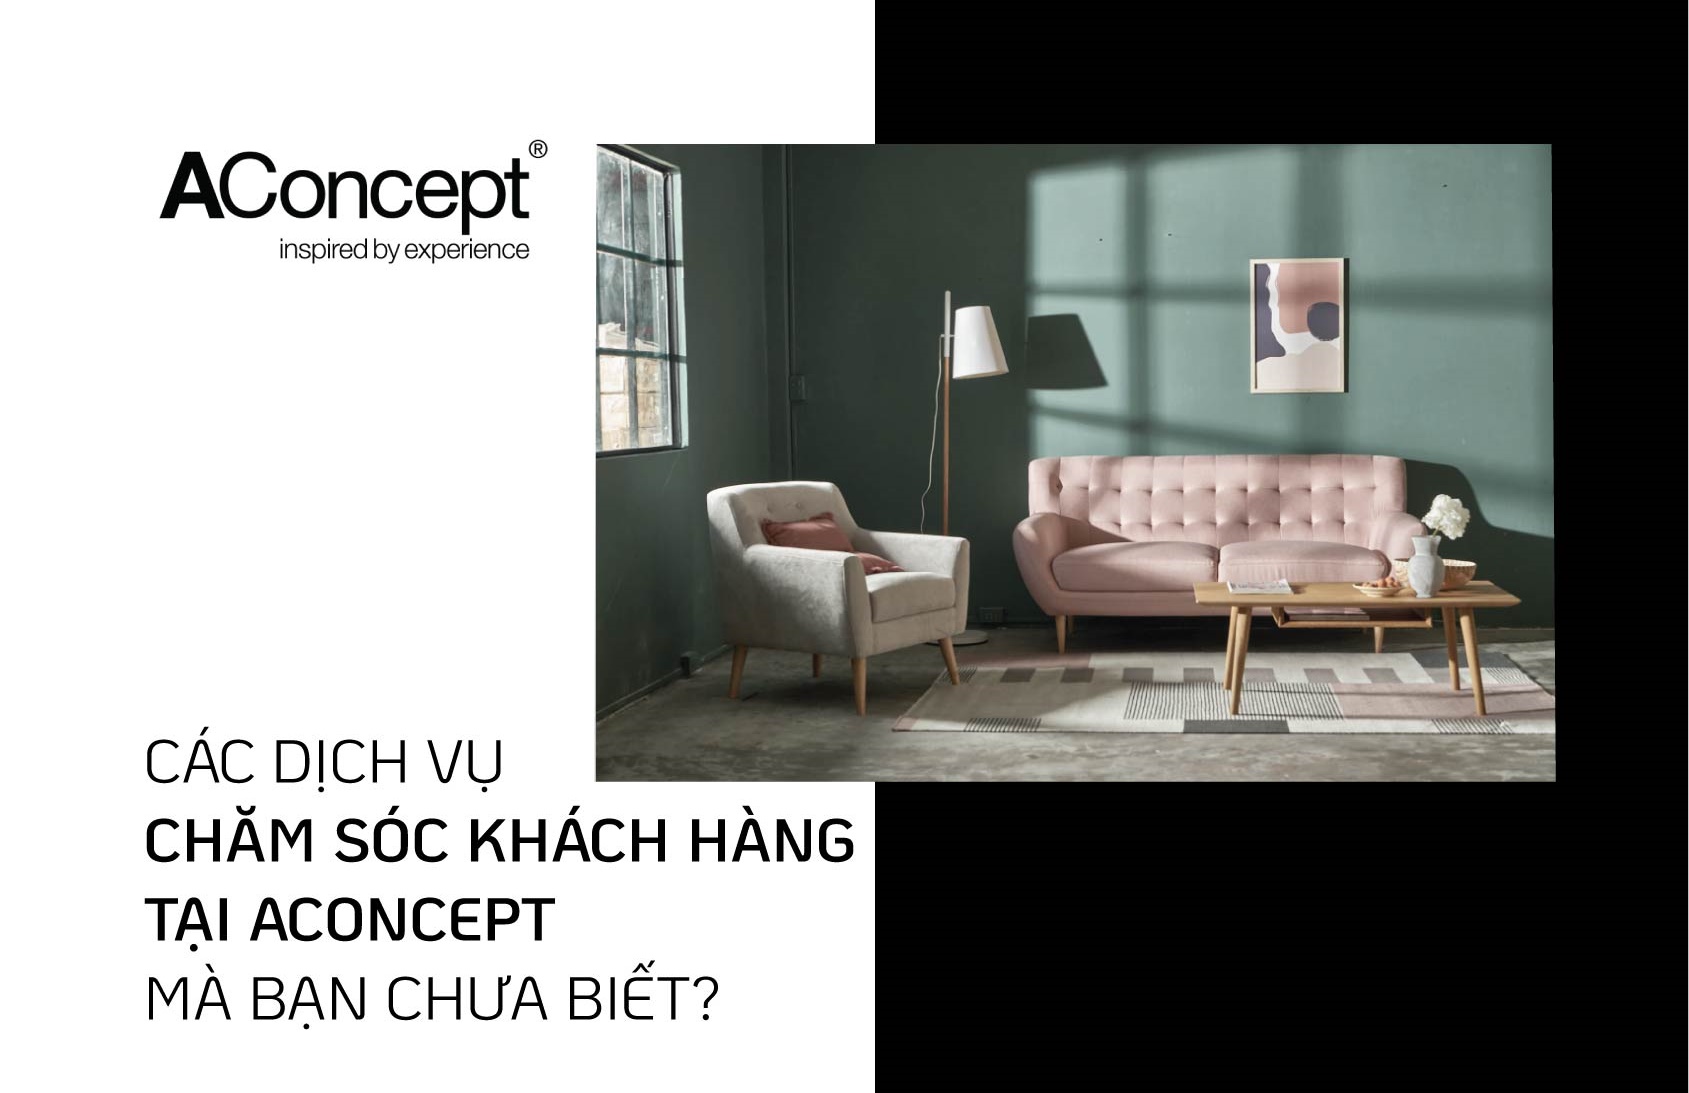 AConcept®
inspired by experience
CÁC DỊCH VỤ
CHĂM SÓC KHÁCH HÀNG
TẠI ACONCEPT
MÀ BẠN CHƯA BIẾT?